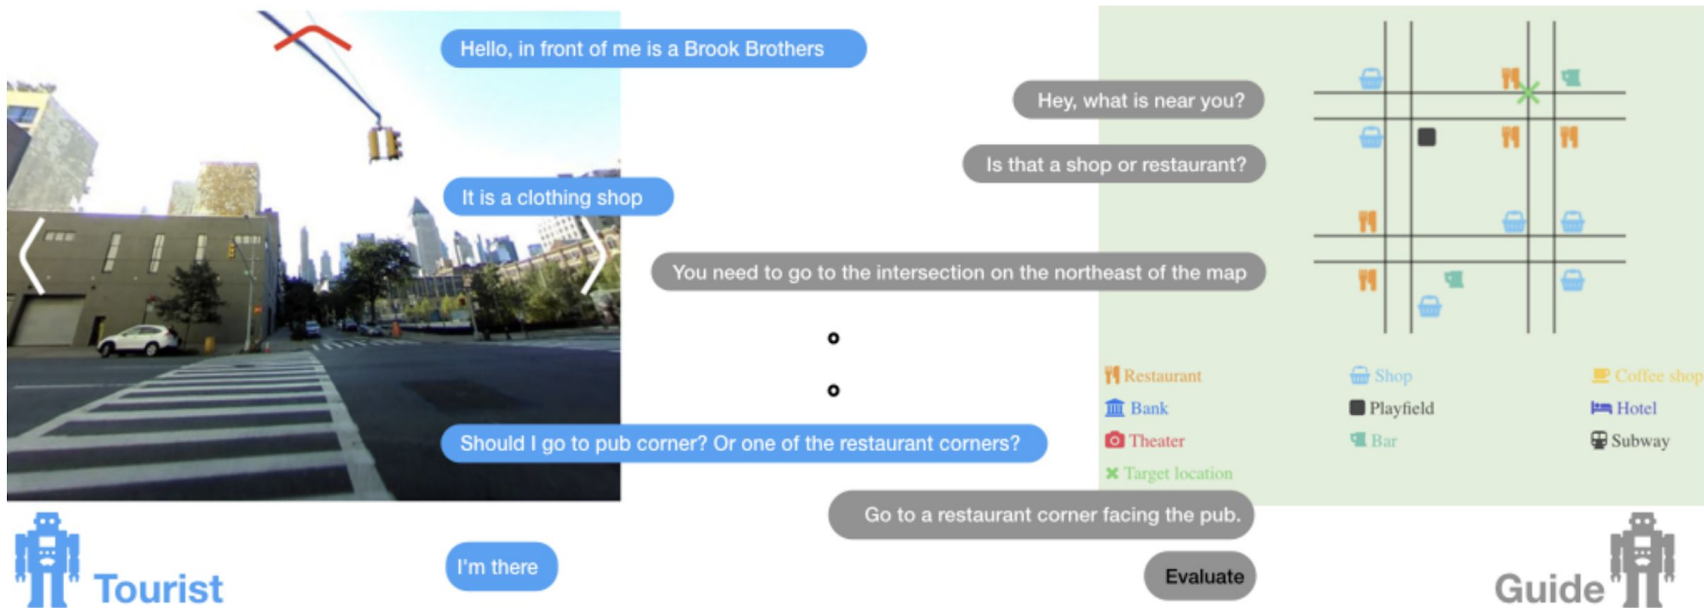 Hello, in front of me is a Brook Brothers
Hey, what is near you?
Is that a shop or restaurant?
It is a clothing shop
You need to go to the intersection on the northeast of the map
Should I go to pub corner? Or one of the restaurant corners?
Go to a restaurant corner facing the pub.
I'm there
Evaluate
Restaurant
Shop
Coffee shop
Bank
Playfield
Hotel
Theater
Bar
Subway
Target location
Tourist
Guide